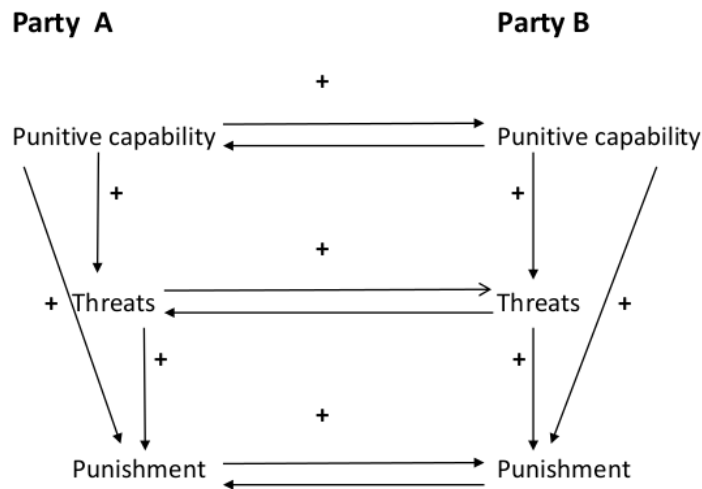 Party A Party B
+
Punitive capability Punitive capability
+ +
+
+ Threats Threats +
+ +
+
Punishment Punishment